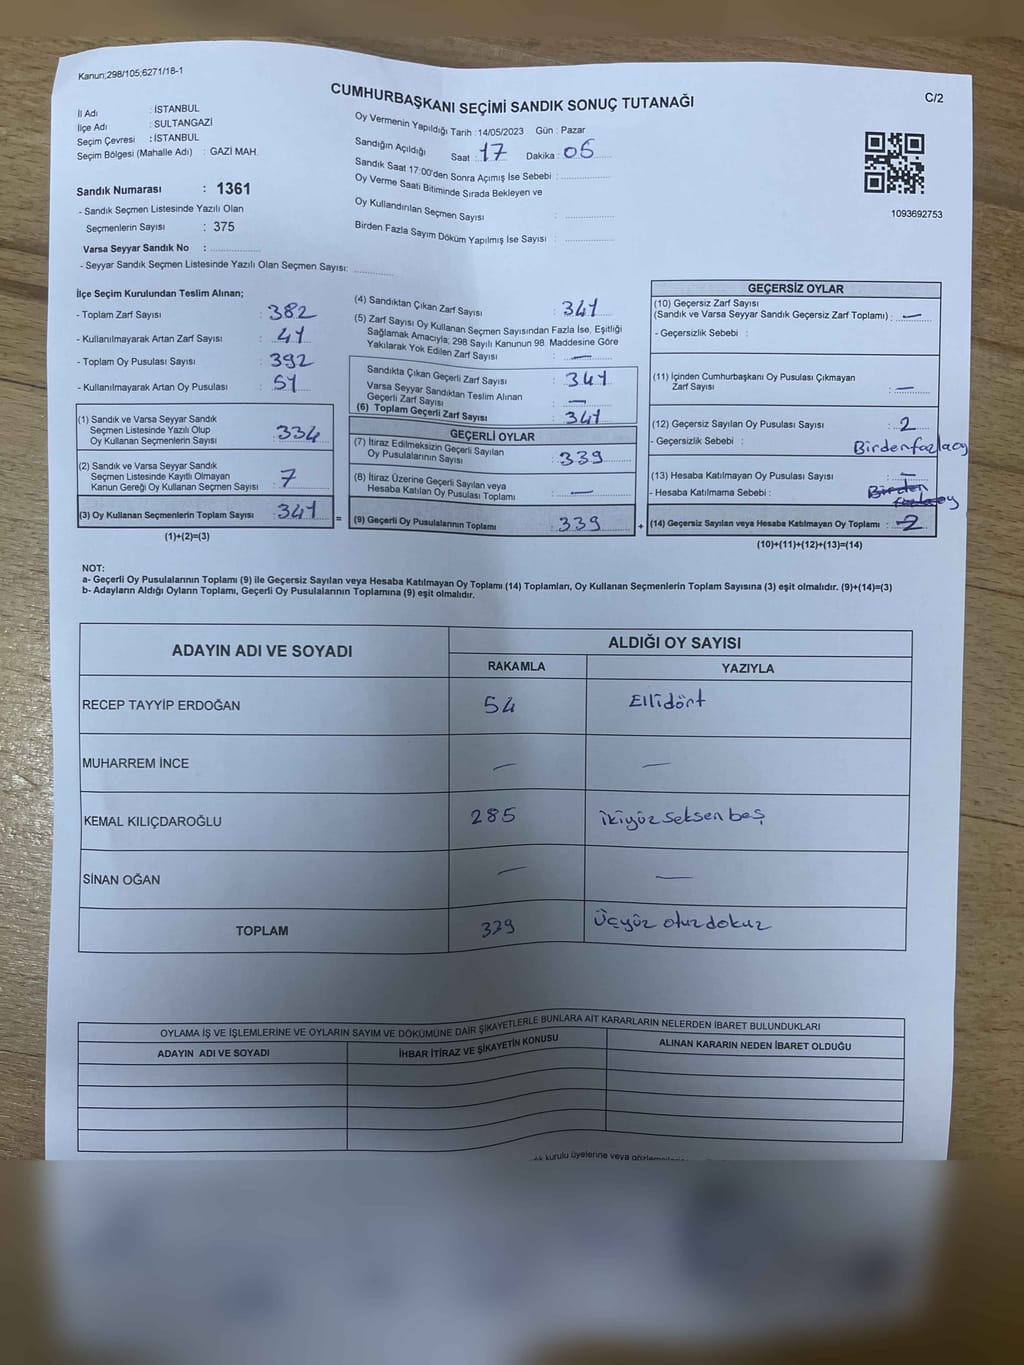 Kanun;298/105;6271/18-1
CUMHURBAŞKANI SEÇİMİ SANDIK SONUÇ TUTANAĞI
C/2
İl Adı : İSTANBUL
İlçe Adı : SULTANGAZİ
Seçim Çevresi : İSTANBUL
Seçim Bölgesi (Mahalle Adı) : GAZİ MAH.
Sandık Numarası : 1361
- Sandık Seçmen Listesinde Yazılı Olan
Seçmenlerin Sayısı : 375
Varsa Seyyar Sandık No : ..............
- Seyyar Sandık Seçmen Listesinde Yazılı Olan Seçmen Sayısı: ............
Oy Vermenin Yapıldığı Tarih : 14/05/2023 Gün : Pazar
Sandığın Açıldığı Saat : 17 Dakika : 06
Sandık Saat 17:00'den Sonra Açımış İse Sebebi : ..............
Oy Verme Saati Bitiminde Sırada Bekleyen ve
Oy Kullandırılan Seçmen Sayısı : ..............
Birden Fazla Sayım Döküm Yapılmış İse Sayısı : ..............
1093692753
İlçe Seçim Kurulundan Teslim Alınan;
- Toplam Zarf Sayısı : 382
- Kullanılmayarak Artan Zarf Sayısı : 41
- Toplam Oy Pusulası Sayısı : 392
- Kullanılmayarak Artan Oy Pusulası : 51
(1) Sandık ve Varsa Seyyar Sandık
Seçmen Listesinde Yazılı Olup
Oy Kullanan Seçmenlerin Sayısı : 334
(2) Sandık ve Varsa Seyyar Sandık
Seçmen Listesinde Kayıtlı Olmayan
Kanun Gereği Oy Kullanan Seçmen Sayısı : 7
(3) Oy Kullanan Seçmenlerin Toplam Sayısı : 341
(1)+(2)=(3)
=
(4) Sandıktan Çıkan Zarf Sayısı : 341
(5) Zarf Sayısı Oy Kullanan Seçmen Sayısından Fazla İse, Eşitliği
Sağlamak Amacıyla; 298 Sayılı Kanunun 98. Maddesine Göre
Yakılarak Yok Edilen Zarf Sayısı : —
Sandıkta Çıkan Geçerli Zarf Sayısı : 341
Varsa Seyyar Sandıktan Teslim Alınan
Geçerli Zarf Sayısı : —
(6) Toplam Geçerli Zarf Sayısı : 341
GEÇERLİ OYLAR
(7) İtiraz Edilmeksizin Geçerli Sayılan
Oy Pusulalarının Sayısı : 339
(8) İtiraz Üzerine Geçerli Sayılan veya
Hesaba Katılan Oy Pusulası Toplamı : —
(9) Geçerli Oy Pusulalarının Toplamı : 339
+
GEÇERSİZ OYLAR
(10) Geçersiz Zarf Sayısı
(Sandık ve Varsa Seyyar Sandık Geçersiz Zarf Toplamı) : —
- Geçersizlik Sebebi :
(11) İçinden Cumhurbaşkanı Oy Pusulası Çıkmayan
Zarf Sayısı : —
(12) Geçersiz Sayılan Oy Pusulası Sayısı : 2
- Geçersizlik Sebebi : Birden fazla oy
(13) Hesaba Katılmayan Oy Pusulası Sayısı : —
- Hesaba Katılmama Sebebi : Birden
fazla oy
(14) Geçersiz Sayılan veya Hesaba Katılmayan Oy Toplamı : 2
(10)+(11)+(12)+(13)=(14)
NOT:
a- Geçerli Oy Pusulalarının Toplamı (9) ile Geçersiz Sayılan veya Hesaba Katılmayan Oy Toplamı (14) Toplamları, Oy Kullanan Seçmenlerin Toplam Sayısına (3) eşit olmalıdır. (9)+(14)=(3)
b- Adayların Aldığı Oyların Toplamı, Geçerli Oy Pusulalarının Toplamına (9) eşit olmalıdır.
ADAYIN ADI VE SOYADI ALDIĞI OY SAYISI
RAKAMLA YAZIYLA
RECEP TAYYİP ERDOĞAN 54 Ellidört
MUHARREM İNCE — —
KEMAL KILIÇDAROĞLU 285 ikiyüz seksen beş
SİNAN OĞAN — —
TOPLAM 339 Üçyüz otuz dokuz
OYLAMA İŞ VE İŞLEMLERİNE VE OYLARIN SAYIM VE DÖKÜMÜNE DAİR ŞİKAYETLERLE BUNLARA AİT KARARLARIN NELERDEN İBARET BULUNDUKLARI
ADAYIN ADI VE SOYADI İHBAR İTİRAZ VE ŞİKAYETİN KONUSU ALINAN KARARIN NEDEN İBARET OLDUĞU
kurulu üyelerine veya